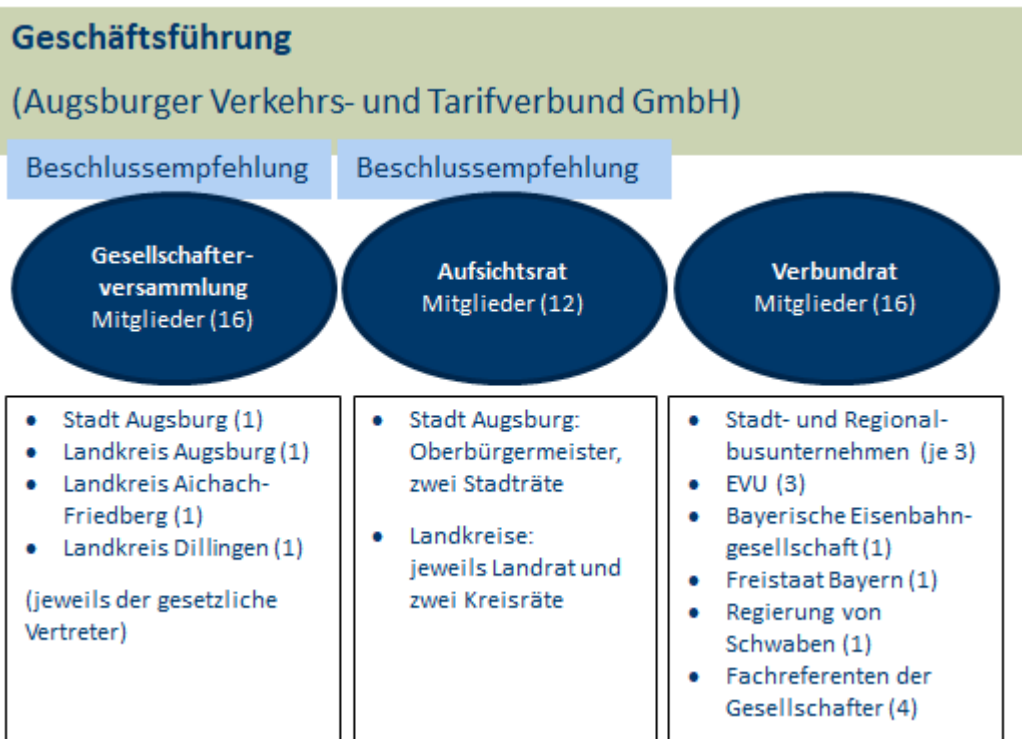 Geschäftsführung
(Augsburger Verkehrs- und Tarifverbund GmbH)
Beschlussempfehlung
Beschlussempfehlung
Gesellschafter-
versammlung
Mitglieder (16)
Aufsichtsrat
Mitglieder (12)
Verbundrat
Mitglieder (16)
• Stadt Augsburg (1)
• Landkreis Augsburg (1)
• Landkreis Aichach-
Friedberg (1)
• Landkreis Dillingen (1)
(jeweils der gesetzliche
Vertreter)
• Stadt Augsburg:
Oberbürgermeister,
zwei Stadträte
• Landkreise:
jeweils Landrat und
zwei Kreisräte
• Stadt- und Regional-
busunternehmen (je 3)
• EVU (3)
• Bayerische Eisenbahn-
gesellschaft (1)
• Freistaat Bayern (1)
• Regierung von
Schwaben (1)
• Fachreferenten der
Gesellschafter (4)